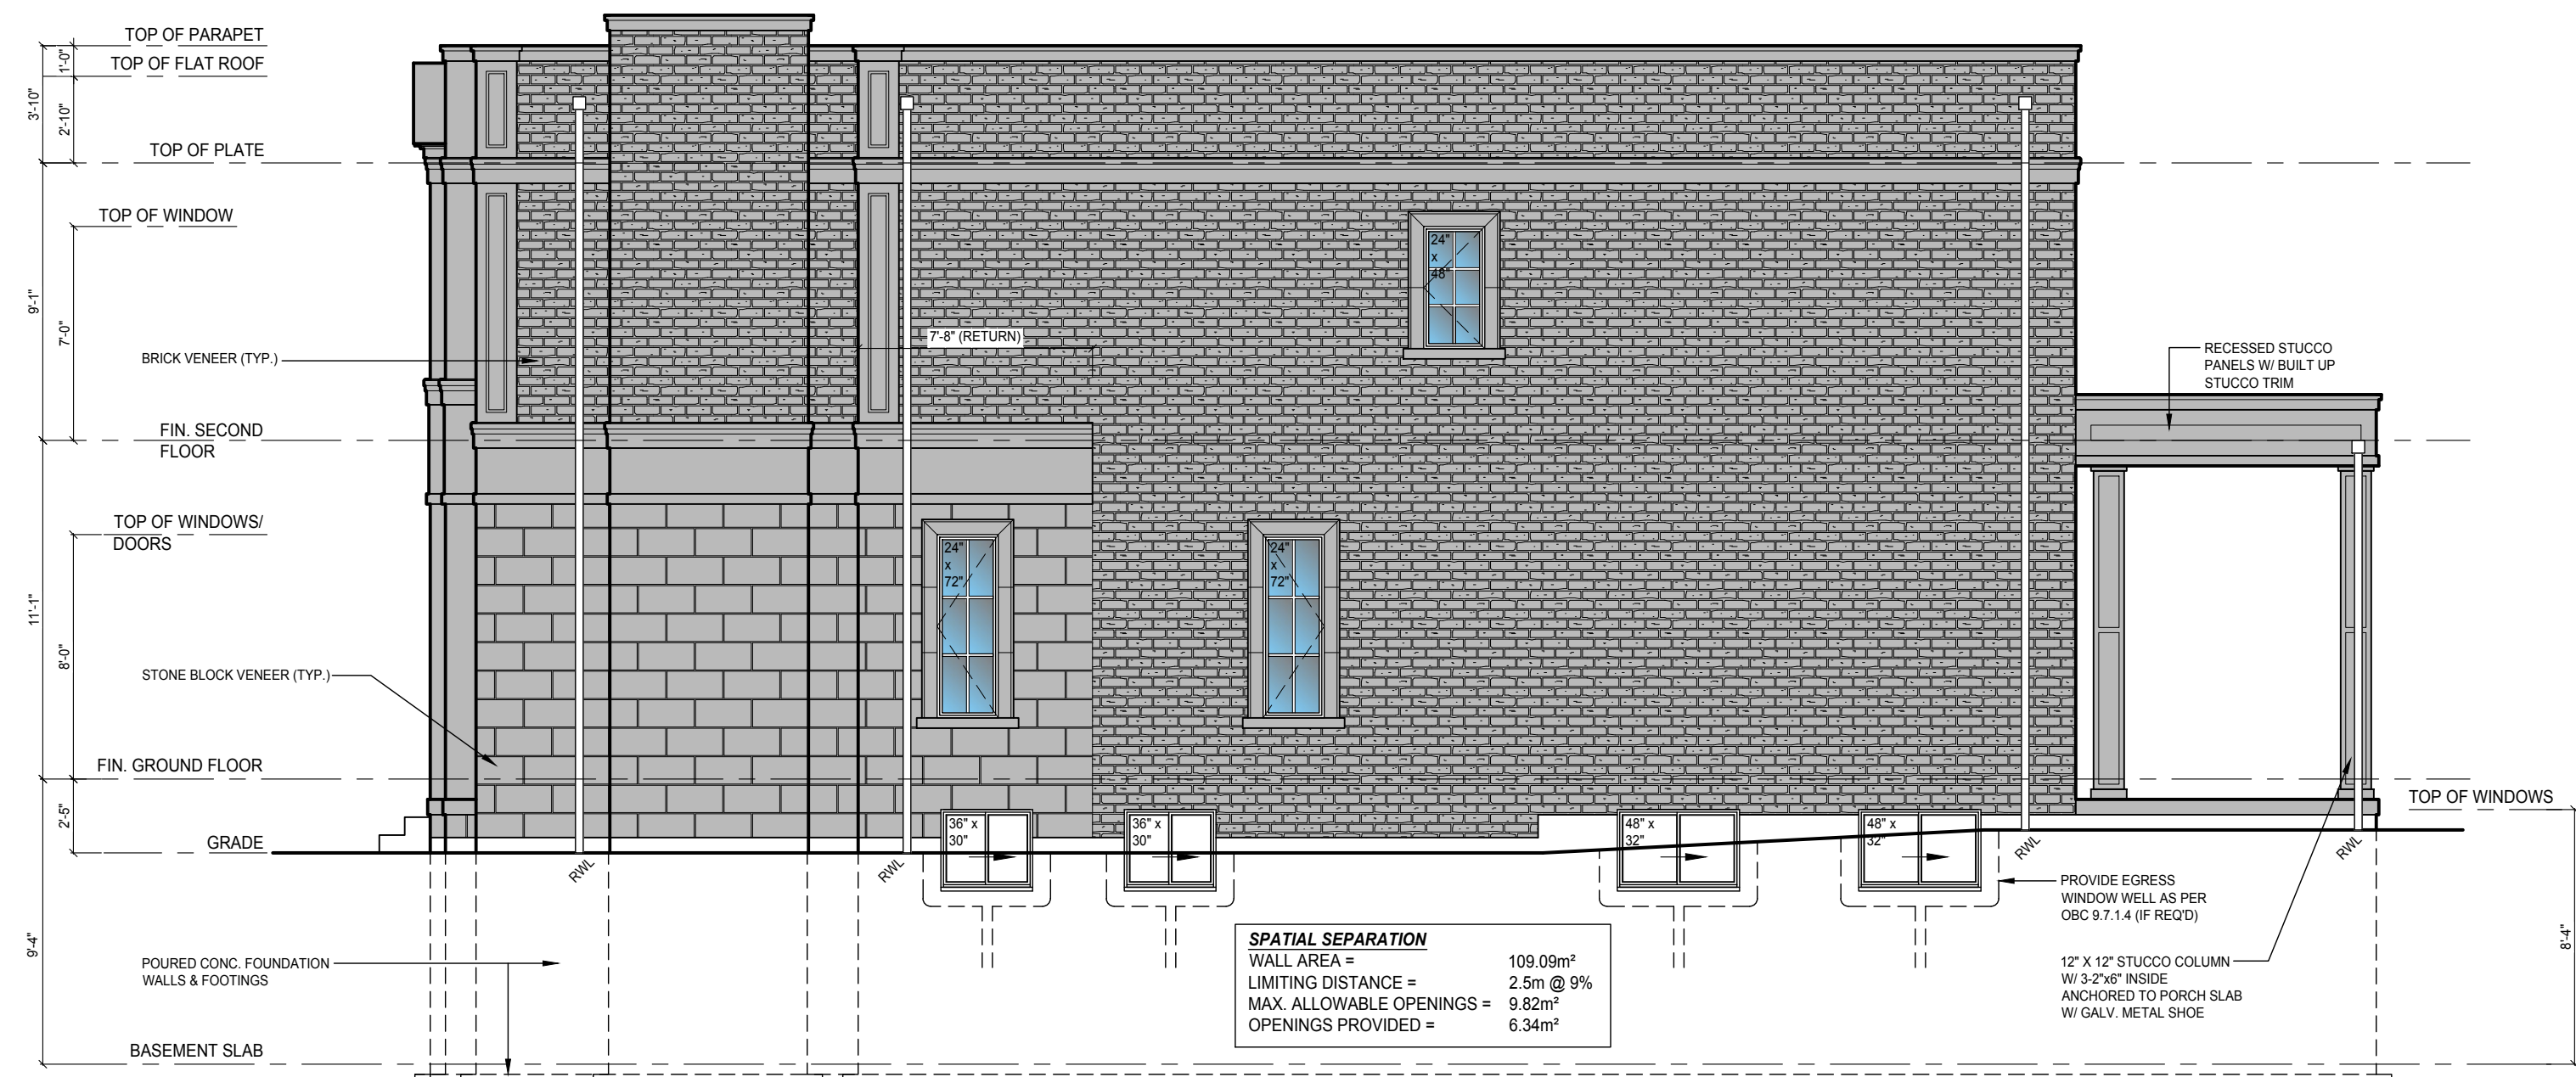 TOP OF PARAPET
TOP OF FLAT ROOF
TOP OF PLATE
TOP OF WINDOW
FIN. SECOND
FLOOR
TOP OF WINDOWS/
DOORS
FIN. GROUND FLOOR
GRADE
BASEMENT SLAB
1'-0"
3'-10"
2'-10"
9'-1"
7'-0"
11'-1"
8'-0"
2'-5"
9'-4"
BRICK VENEER (TYP.)
STONE BLOCK VENEER (TYP.)
POURED CONC. FOUNDATION
WALLS & FOOTINGS
7'-8" (RETURN)
24"
x
48"
24"
x
72"
24"
x
72"
36" x
30"
36" x
30"
48" x
32"
48" x
32"
RWL
RWL
RWL
RWL
SPATIAL SEPARATION
WALL AREA = 109.09m²
LIMITING DISTANCE = 2.5m @ 9%
MAX. ALLOWABLE OPENINGS = 9.82m²
OPENINGS PROVIDED = 6.34m²
RECESSED STUCCO
PANELS W/ BUILT UP
STUCCO TRIM
TOP OF WINDOWS
PROVIDE EGRESS
WINDOW WELL AS PER
OBC 9.7.1.4 (IF REQ'D)
12" X 12" STUCCO COLUMN
W/ 3-2"x6" INSIDE
ANCHORED TO PORCH SLAB
W/ GALV. METAL SHOE
8'-4"